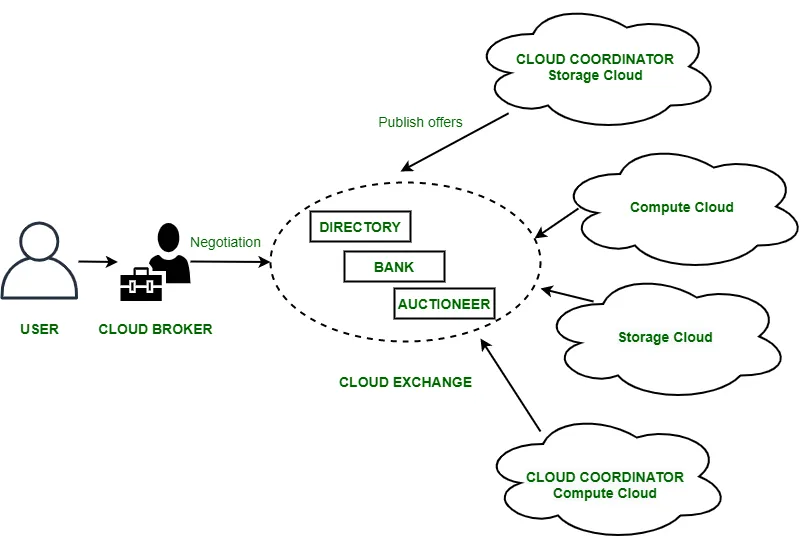 CLOUD COORDINATOR
Storage Cloud
Publish offers
Compute Cloud
DIRECTORY
Negotiation
BANK
AUCTIONEER
USER
CLOUD BROKER
Storage Cloud
CLOUD EXCHANGE
CLOUD COORDINATOR
Compute Cloud